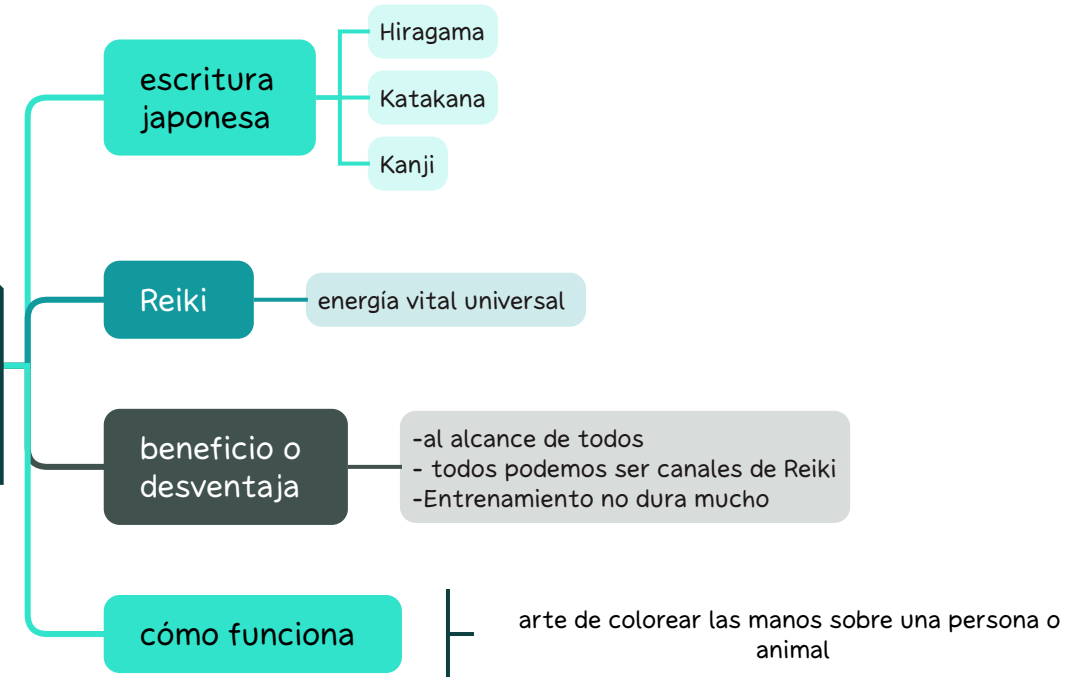 escritura
japonesa
Hiragama
Katakana
Kanji
Reiki
energía vital universal
beneficio o
desventaja
-al alcance de todos
- todos podemos ser canales de Reiki
-Entrenamiento no dura mucho
cómo funciona
arte de colorear las manos sobre una persona o
animal